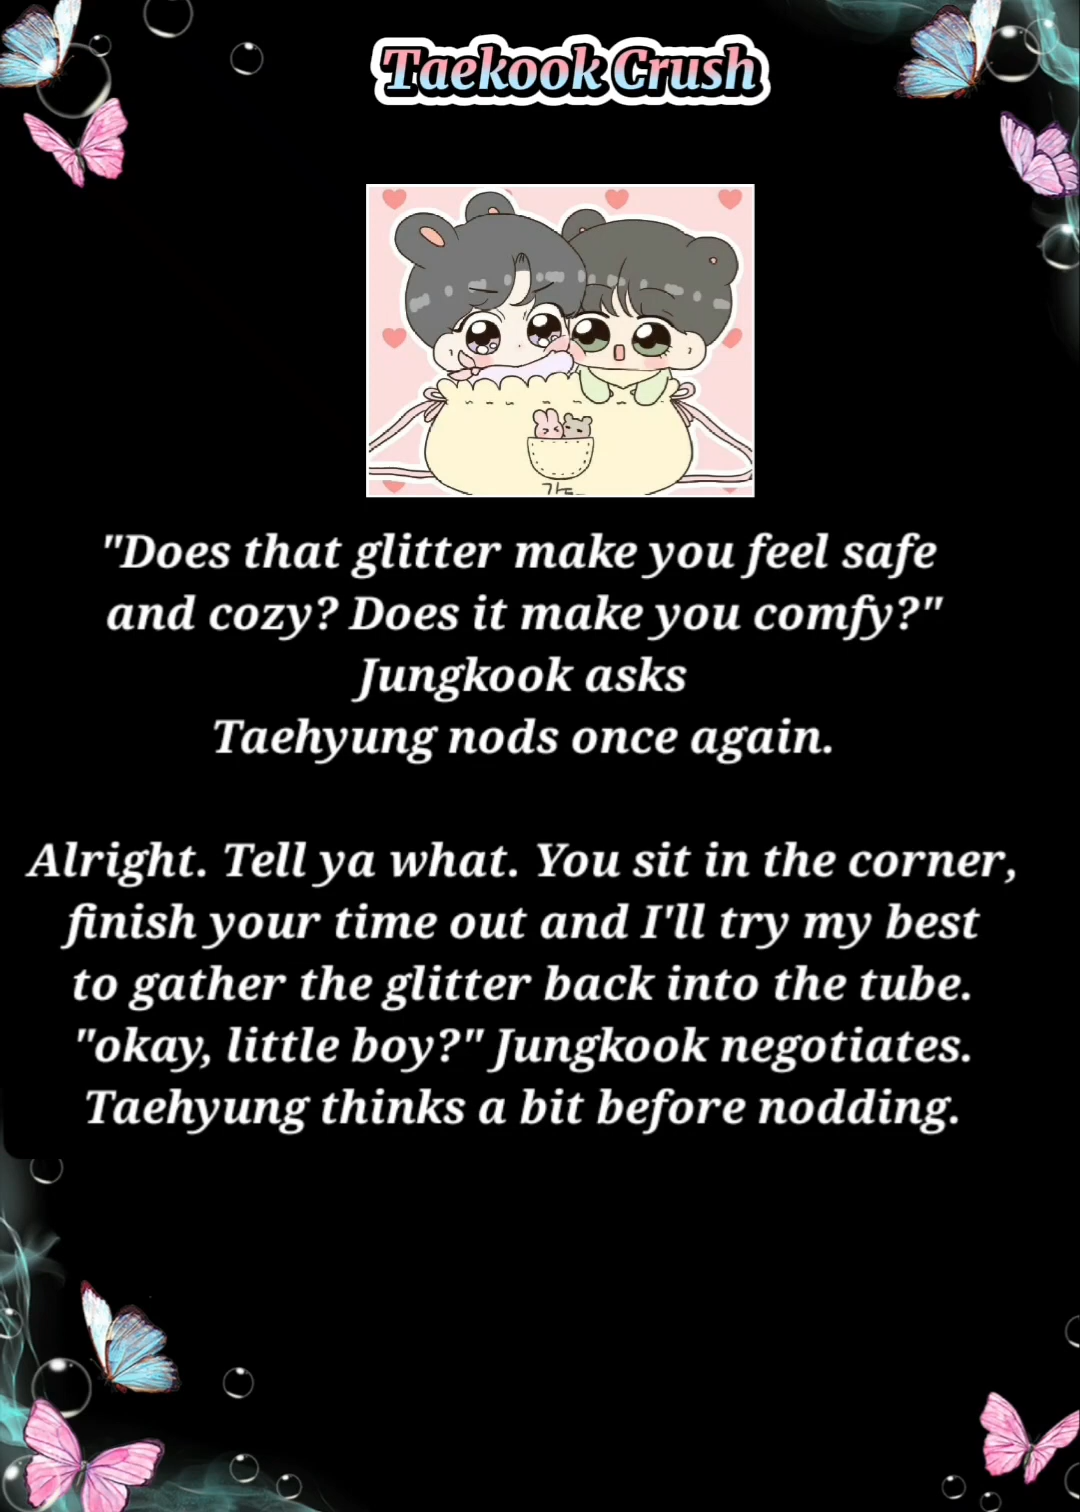 Taekook Crush
"Does that glitter make you feel safe
and cozy? Does it make you comfy?"
Jungkook asks
Taehyung nods once again.
Alright. Tell ya what. You sit in the corner,
finish your time out and I'll try my best
to gather the glitter back into the tube.
"okay, little boy?" Jungkook negotiates.
Taehyung thinks a bit before nodding.